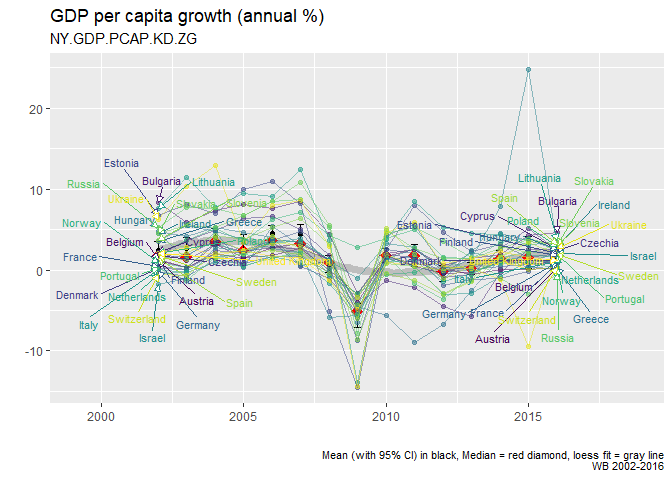 GDP per capita growth (annual %)
NY.GDP.PCAP.KD.ZG
20
10
0
-10
Estonia
Russia
Bulgaria
Lithuania
Ukraine
Slovakia
Slovenia
Norway
Hungary
Ireland
Greece
Belgium
Cyprus
Poland
France
Czechia
Portugal
Finland
Sweden
Denmark
Netherlands
Austria
Spain
Italy
Switzerland
Germany
Israel
Lithuania
Slovakia
Spain
Bulgaria
Ireland
Cyprus
Poland
Slovenia
Ukraine
Estonia
Hungary
Finland
Czechia
Israel
Denmark
Italy
Netherlands
Sweden
Belgium
Norway
Portugal
Germany
France
Switzerland
Greece
Austria
Russia
2000
2005
2010
2015
Mean (with 95% CI) in black, Median = red diamond, loess fit = gray line
WB 2002-2016